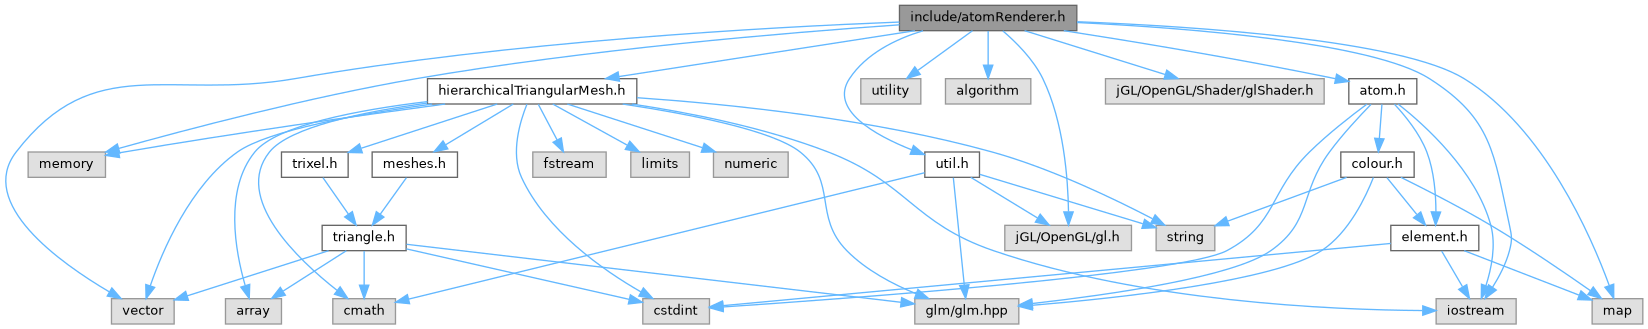 include/atomRenderer.h
hierarchicalTriangularMesh.h
utility
algorithm
jGL/OpenGL/Shader/glShader.h
atom.h
memory
trixel.h
meshes.h
fstream
limits
numeric
util.h
colour.h
triangle.h
jGL/OpenGL/gl.h
string
element.h
vector
array
cmath
cstdint
glm/glm.hpp
iostream
map